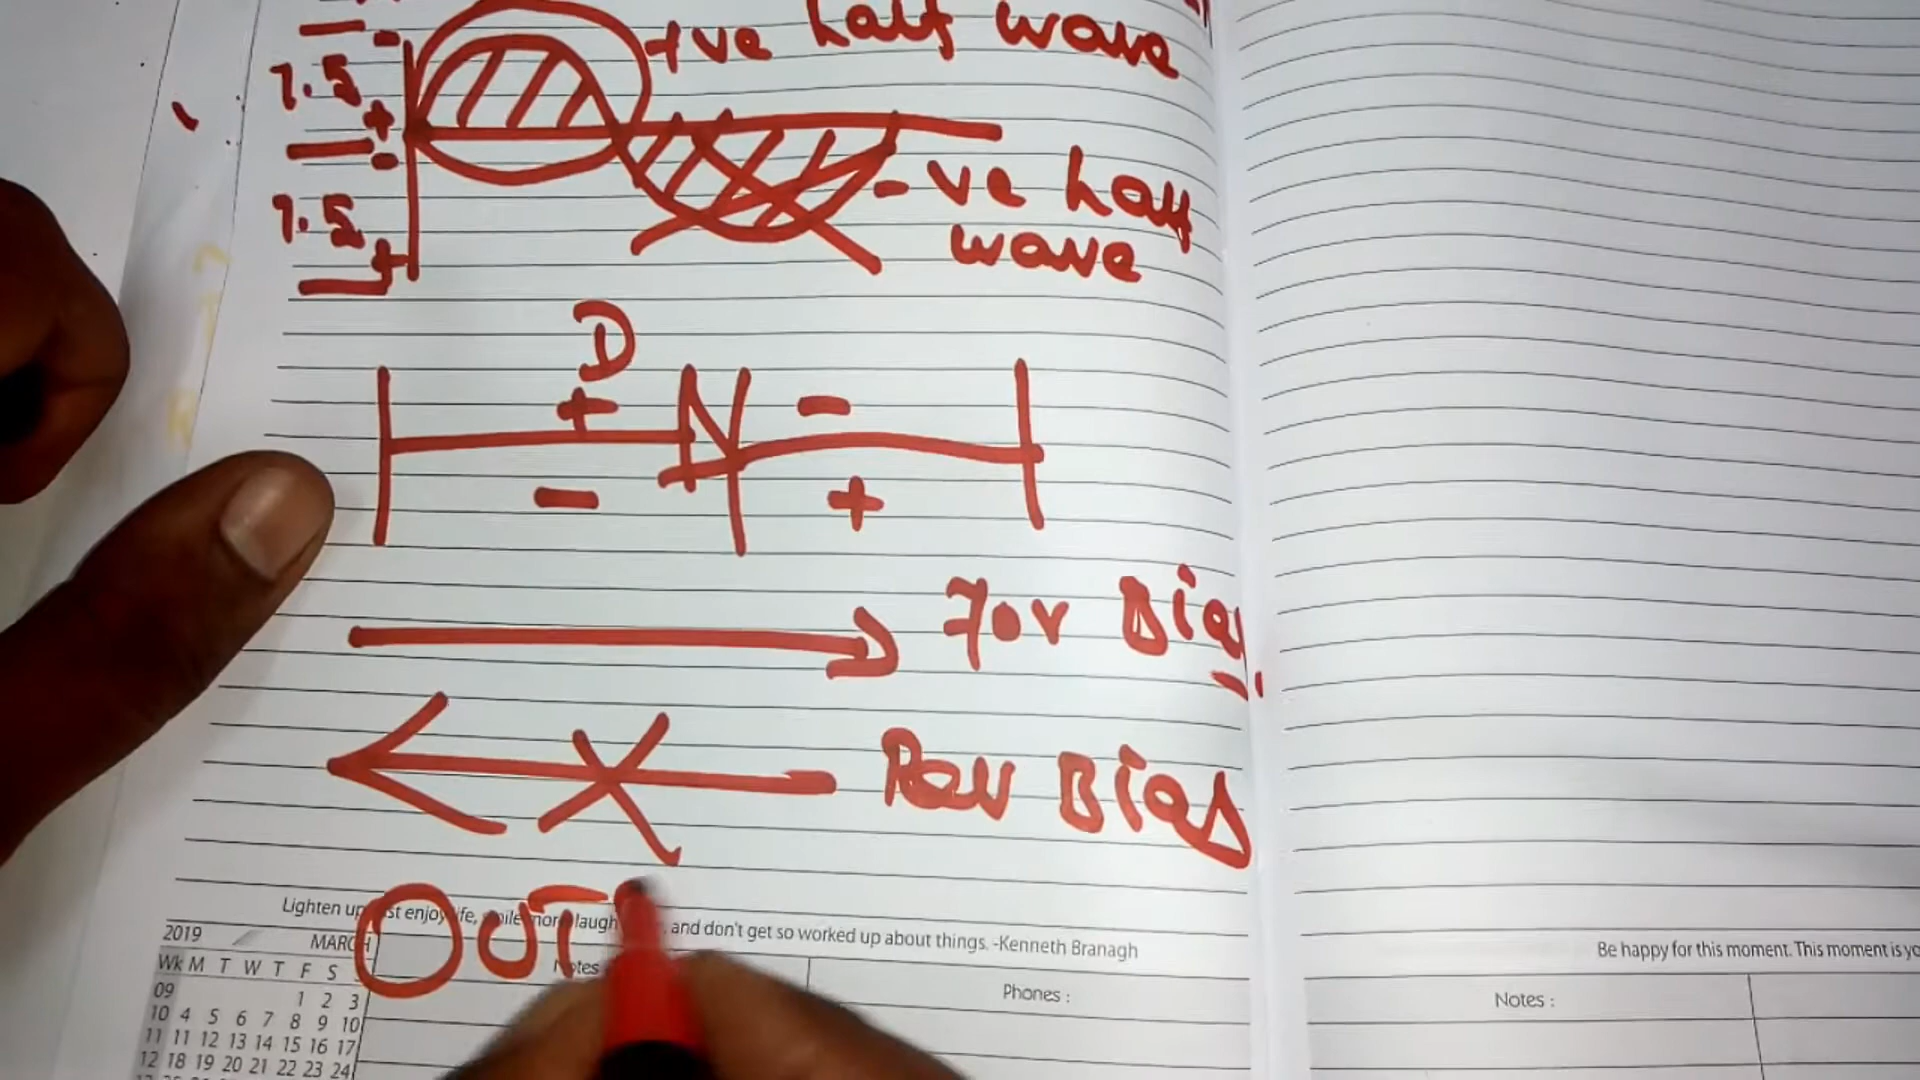 +ve half wave
-
7.5
+
-
-ve half
wave
7.5
+
D
+ -
- +
For Bias
Rev Bias
OUT
Lighten up, just enjoy life, smile more, laugh and don't get so worked up about things. -Kenneth Branagh
Be happy for this moment. This moment is yo
2019 MARCH
Notes
Phones :
Notes :
Wk M T W T F S
09 1 2 3
10 4 5 6 7 8 9 10
11 11 12 13 14 15 16 17
12 18 19 20 21 22 23 24